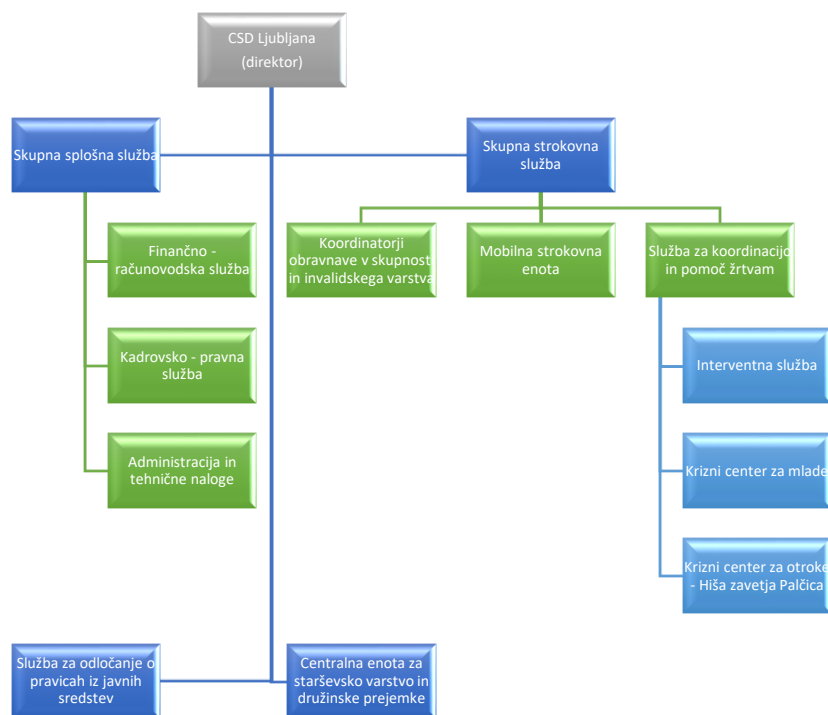 CSD Ljubljana
(direktor)
Skupna splošna služba
Skupna strokovna
služba
Finančno -
računovodska služba
Koordinatorji
obravnave v skupnosti
in invalidskega varstva
Mobilna strokovna
enota
Služba za koordinacijo
in pomoč žrtvam
Kadrovsko - pravna
služba
Interventna služba
Administracija in
tehnične naloge
Krizni center za mlade
Krizni center za otroke
- Hiša zavetja Palčica
Služba za odločanje o
pravicah iz javnih
sredstev
Centralna enota za
starševsko varstvo in
družinske prejemke